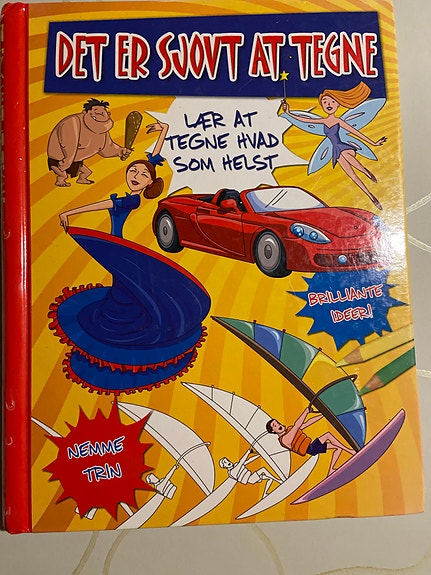 DET ER SJOVT AT TEGNE
LÆR AT
TEGNE HVAD
SOM HELST
BRILLIANTE
IDEER!
NEMME
TRIN